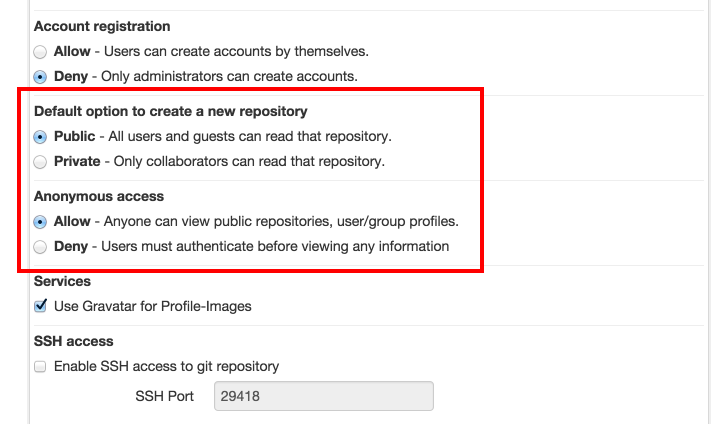 Account registration
Allow - Users can create accounts by themselves.
Deny - Only administrators can create accounts.
Default option to create a new repository
Public - All users and guests can read that repository.
Private - Only collaborators can read that repository.
Anonymous access
Allow - Anyone can view public repositories, user/group profiles.
Deny - Users must authenticate before viewing any information
Services
Use Gravatar for Profile-Images
SSH access
Enable SSH access to git repository
SSH Port 29418